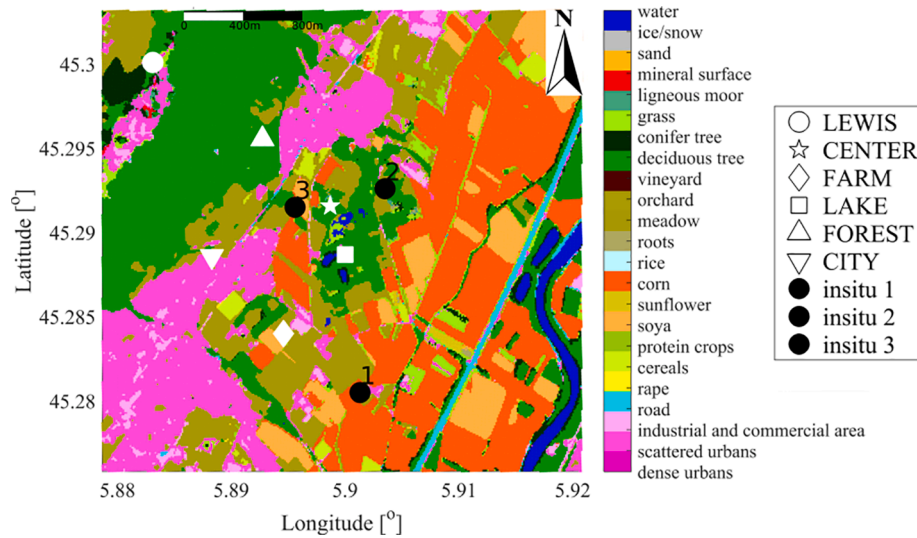 0 400m 800m
N
45.3
45.295
45.29
45.285
45.28
Latitude [o]
5.88 5.89 5.9 5.91 5.92
Longitude [o]
3
2
1
water
ice/snow
sand
mineral surface
ligneous moor
grass
conifer tree
deciduous tree
vineyard
orchard
meadow
roots
rice
corn
sunflower
soya
protein crops
cereals
rape
road
industrial and commercial area
scattered urbans
dense urbans
LEWIS
CENTER
FARM
LAKE
FOREST
CITY
insitu 1
insitu 2
insitu 3